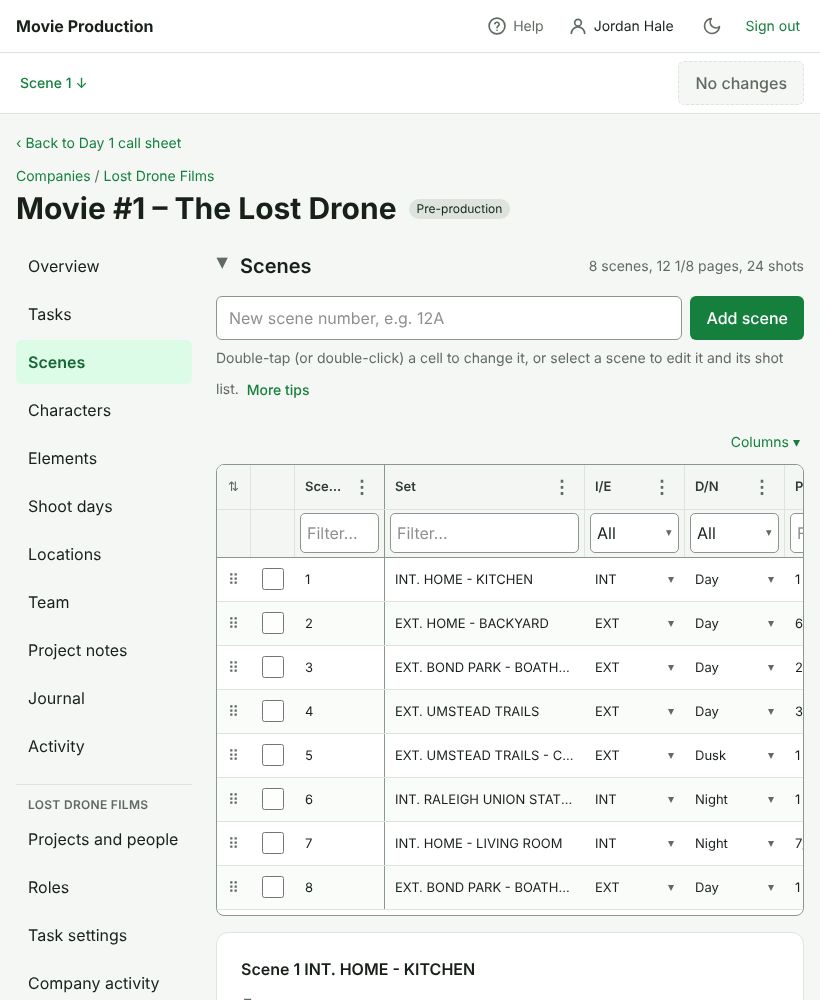 Movie Production
Help
Jordan Hale
Sign out
Scene 1 ↓
No changes
‹ Back to Day 1 call sheet
Companies / Lost Drone Films
Movie #1 – The Lost Drone
Pre-production
Overview
Tasks
Scenes
Characters
Elements
Shoot days
Locations
Team
Project notes
Journal
Activity
LOST DRONE FILMS
Projects and people
Roles
Task settings
Company activity
▼ Scenes
8 scenes, 12 1/8 pages, 24 shots
New scene number, e.g. 12A
Add scene
Double-tap (or double-click) a cell to change it, or select a scene to edit it and its shot
list. More tips
Columns ▾
⇅ Sce... Set I/E D/N P
Filter... Filter... All All F
1 INT. HOME - KITCHEN INT Day 1
2 EXT. HOME - BACKYARD EXT Day 6
3 EXT. BOND PARK - BOATH... EXT Day 2
4 EXT. UMSTEAD TRAILS EXT Day 3
5 EXT. UMSTEAD TRAILS - C... EXT Dusk 1
6 INT. RALEIGH UNION STAT... INT Night 1
7 INT. HOME - LIVING ROOM INT Night 7
8 EXT. BOND PARK - BOATH... EXT Day 1
Scene 1 INT. HOME - KITCHEN